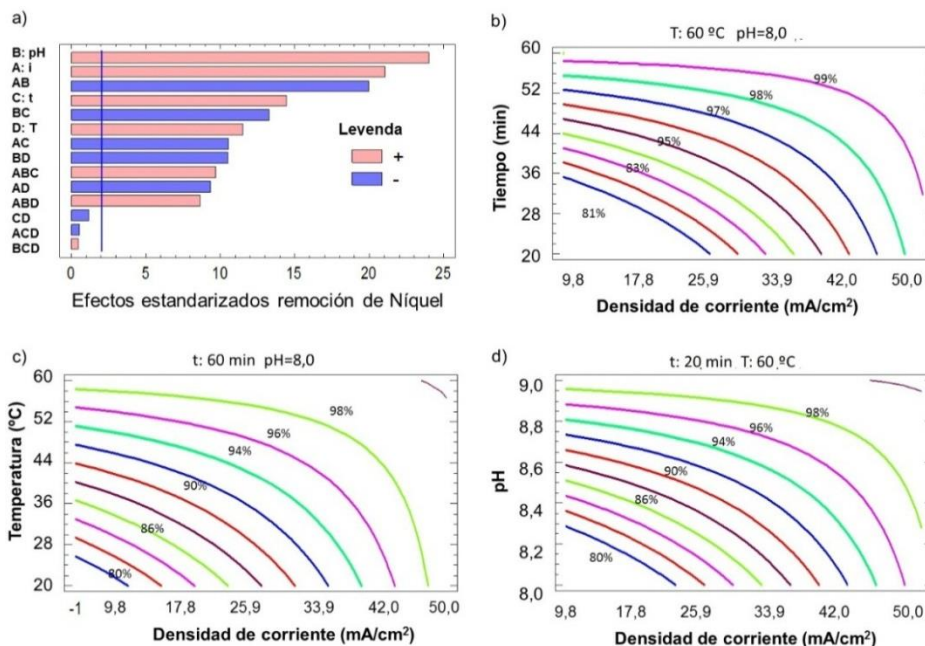 a)
B: pH
A: i
AB
C: t
BC
D: T
AC
BD
ABC
AD
ABD
CD
ACD
BCD
Levenda
+
-
0 5 10 15 20 25
Efectos estandarizados remoción de Níquel
b)
T: 60 ºC pH=8,0
Tiempo (min)
60
52
44
36
28
20
99%
98%
97%
95%
83%
81%
9,8 17,8 25,9 33,9 42,0 50,0
Densidad de corriente (mA/cm²)
c)
t: 60 min pH=8,0
Temperatura (ºC)
60
52
44
36
28
20
98%
96%
94%
90%
86%
80%
-1 9,8 17,8 25,9 33,9 42,0 50,0
Densidad de corriente (mA/cm²)
d)
t: 20 min T: 60 ºC
pH
9,0
8,8
8,6
8,4
8,2
8,0
98%
96%
94%
90%
86%
80%
9,8 17,8 25,9 33,9 42,0 50,0
Densidad de corriente (mA/cm²)